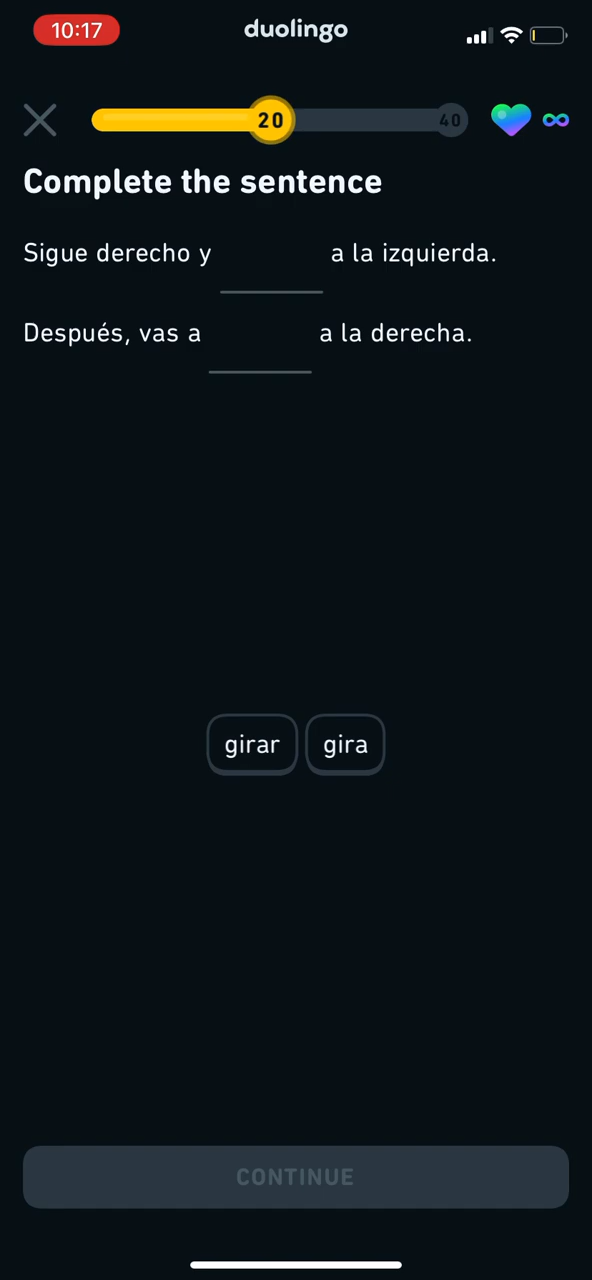 10:17 duolingo
20 40 ∞
Complete the sentence
Sigue derecho y a la izquierda.
Después, vas a a la derecha.
girar gira
CONTINUE